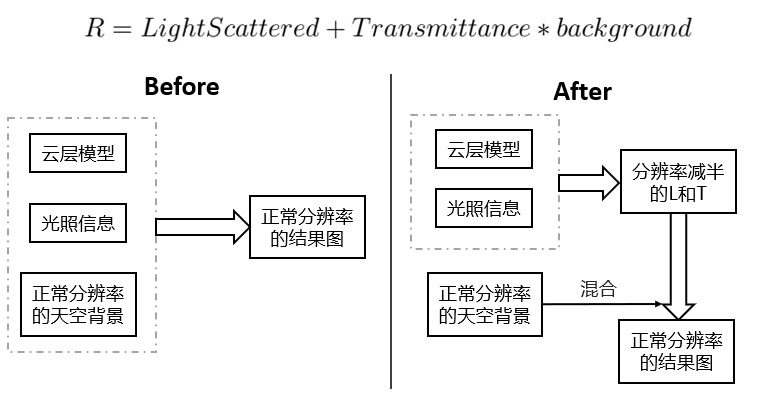 R = LightScattered + Transmittance * background
Before
云层模型
光照信息
正常分辨率
的天空背景
正常分辨率
的结果图
After
云层模型
光照信息
分辨率减半
的L和T
正常分辨率
的天空背景
混合
正常分辨率
的结果图